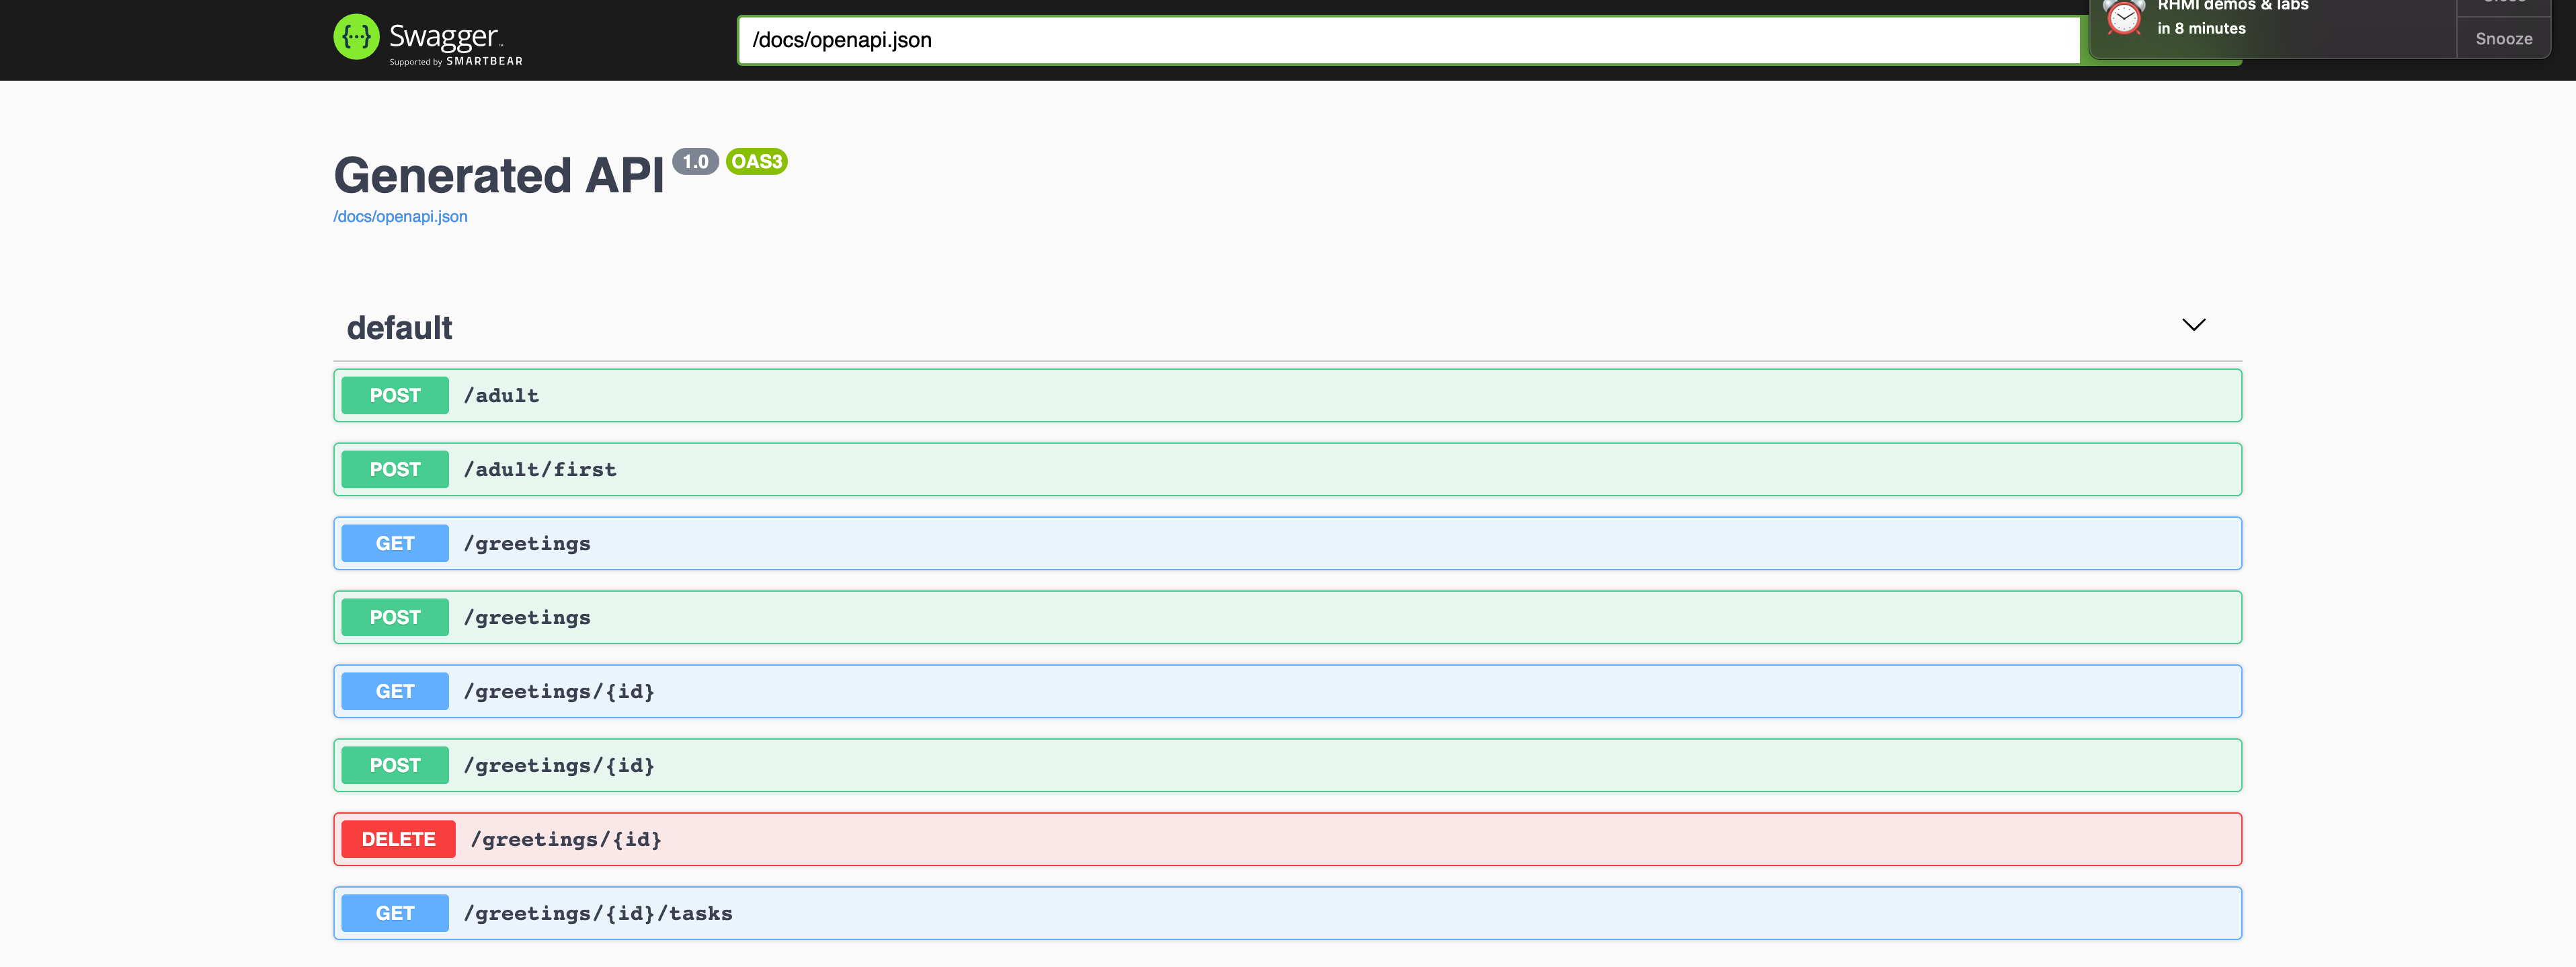 Swagger
Supported by SMARTBEAR
/docs/openapi.json
RHMI demos & labs
in 8 minutes
Close
Snooze
Generated API 1.0 OAS3
/docs/openapi.json
default
POST /adult
POST /adult/first
GET /greetings
POST /greetings
GET /greetings/{id}
POST /greetings/{id}
DELETE /greetings/{id}
GET /greetings/{id}/tasks